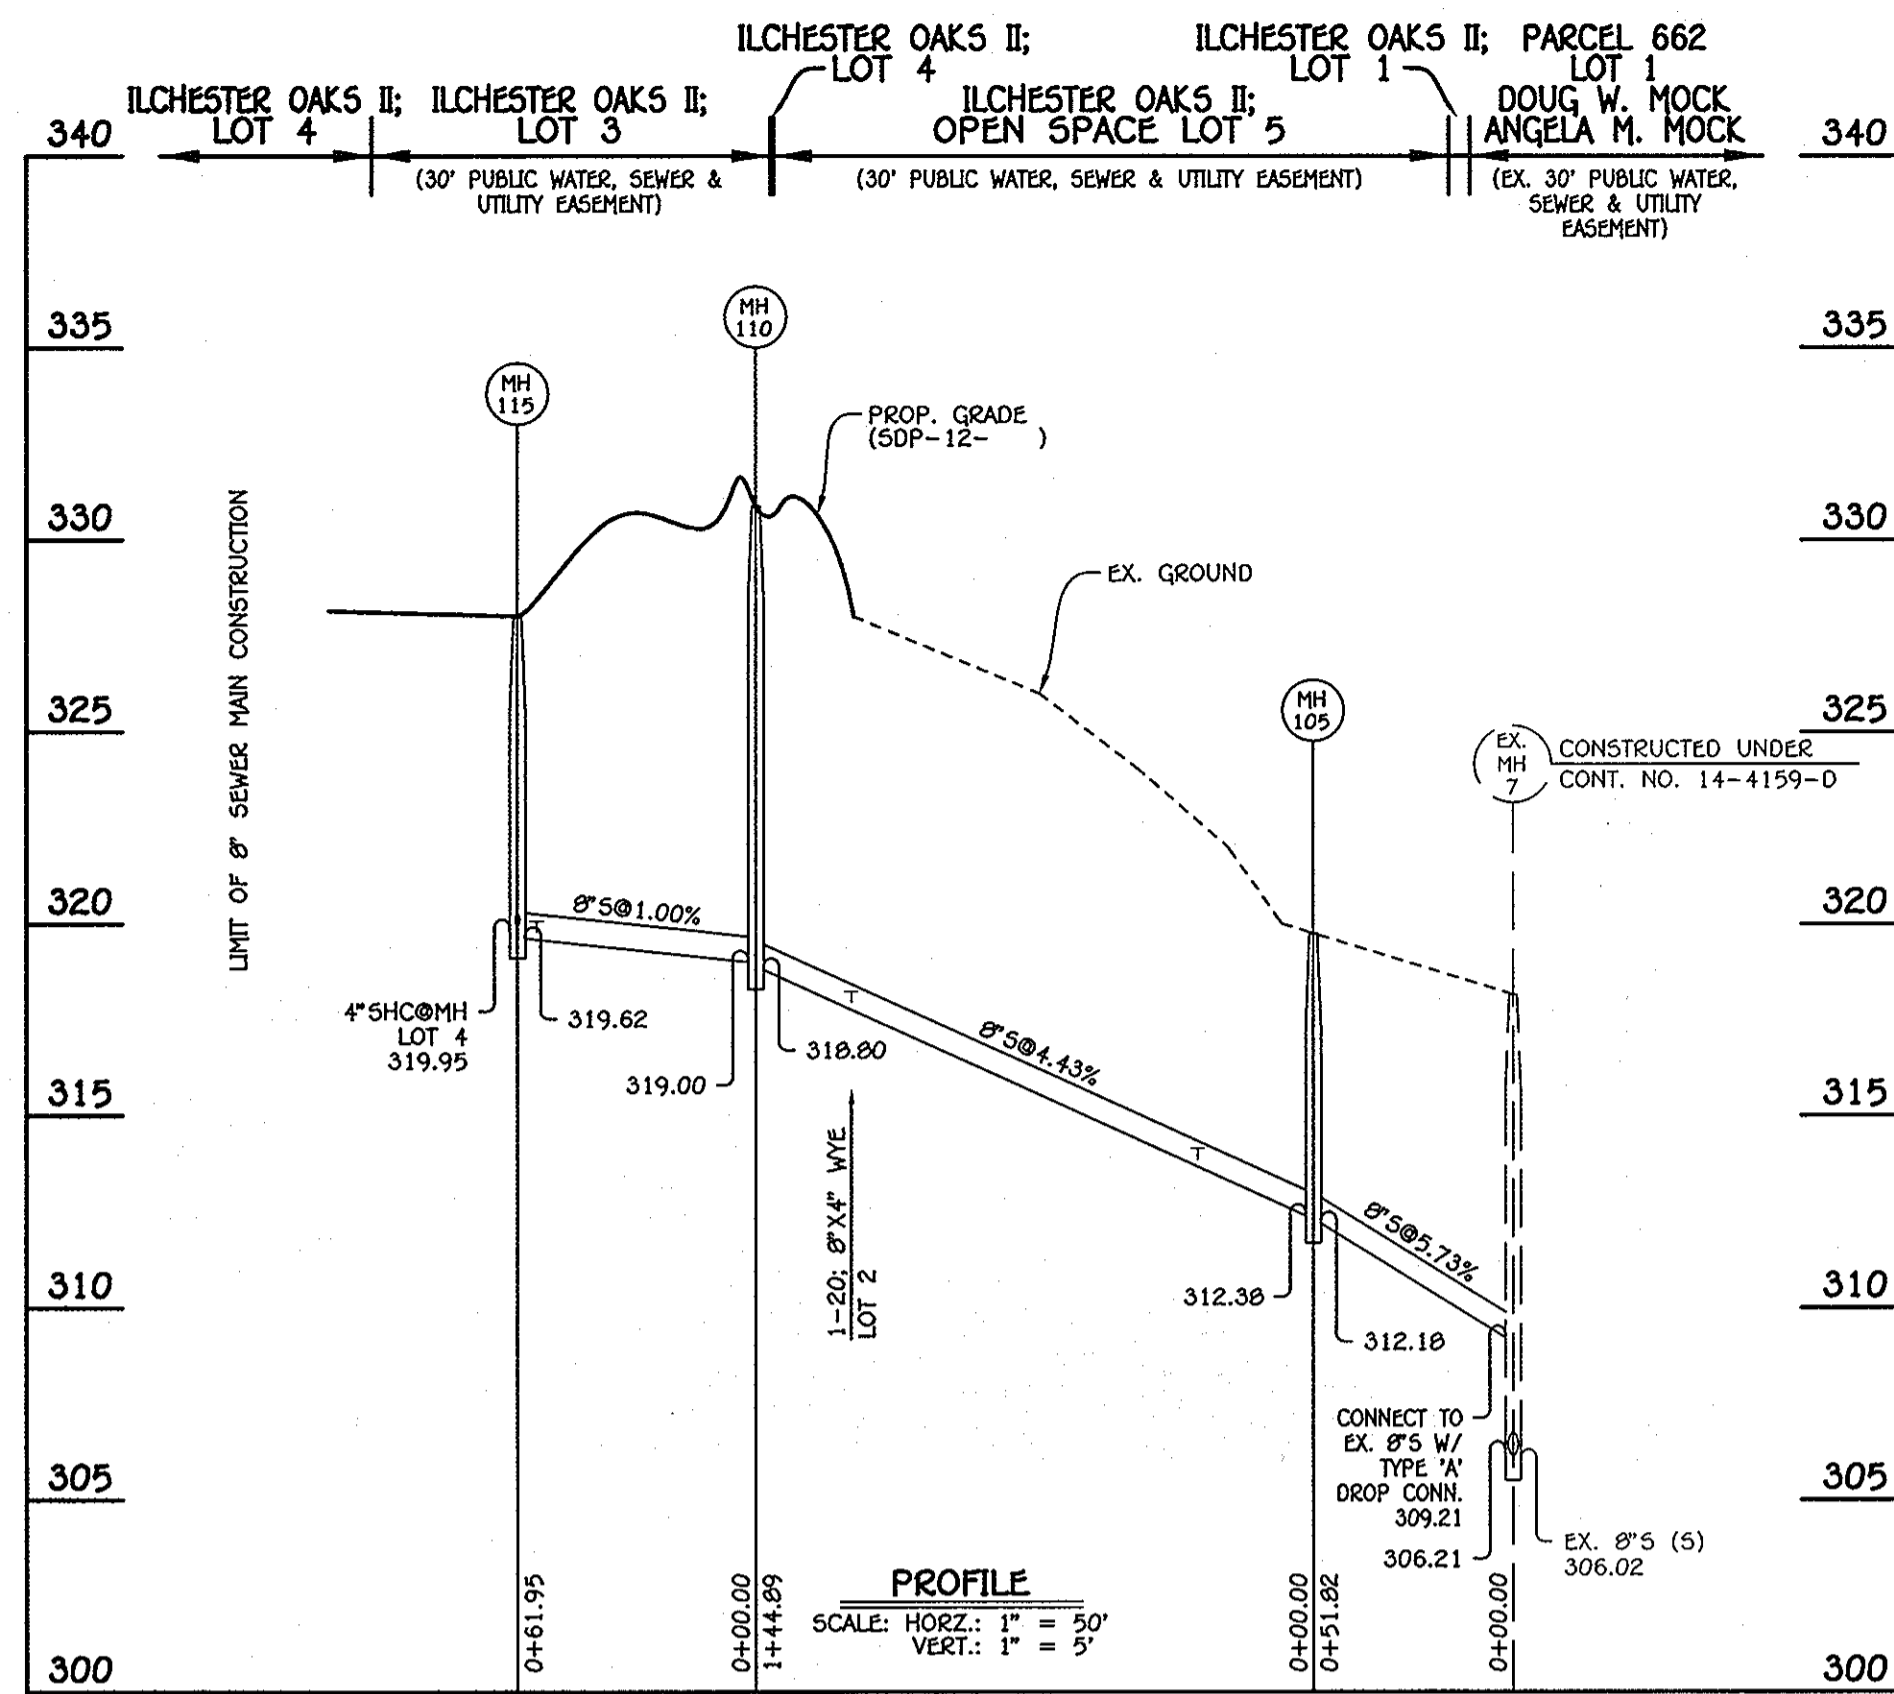 ILCHESTER OAKS II;
LOT 4
ILCHESTER OAKS II;
LOT 3
ILCHESTER OAKS II;
LOT 4
ILCHESTER OAKS II;
OPEN SPACE LOT 5
ILCHESTER OAKS II;
LOT 1
PARCEL 662
LOT 1
DOUG W. MOCK
ANGELA M. MOCK
340
340
(30' PUBLIC WATER, SEWER &
UTILITY EASEMENT)
(30' PUBLIC WATER, SEWER & UTILITY EASEMENT)
(EX. 30' PUBLIC WATER,
SEWER & UTILITY
EASEMENT)
335
335
MH
110
MH
115
PROP. GRADE
(SDP-12-    )
330
330
LIMIT OF 8" SEWER MAIN CONSTRUCTION
EX. GROUND
325
325
MH
105
EX.
MH
7
CONSTRUCTED UNDER
CONT. NO. 14-4159-D
320
320
8"S@1.00%
T
4"SHC@MH
LOT 4
319.95
319.62
319.00
318.80
T
8"S@4.43%
T
315
315
1-20; 8"X4" WYE
LOT 2
8"S@5.73%
310
310
312.38
312.18
CONNECT TO
EX. 8"S W/
TYPE 'A'
DROP CONN.
309.21
306.21
EX. 8"S (S)
306.02
305
305
0+61.95
0+00.00
1+44.89
0+00.00
0+51.82
0+00.00
PROFILE
SCALE: HORZ.: 1" = 50'
VERT.: 1" = 5'
300
300